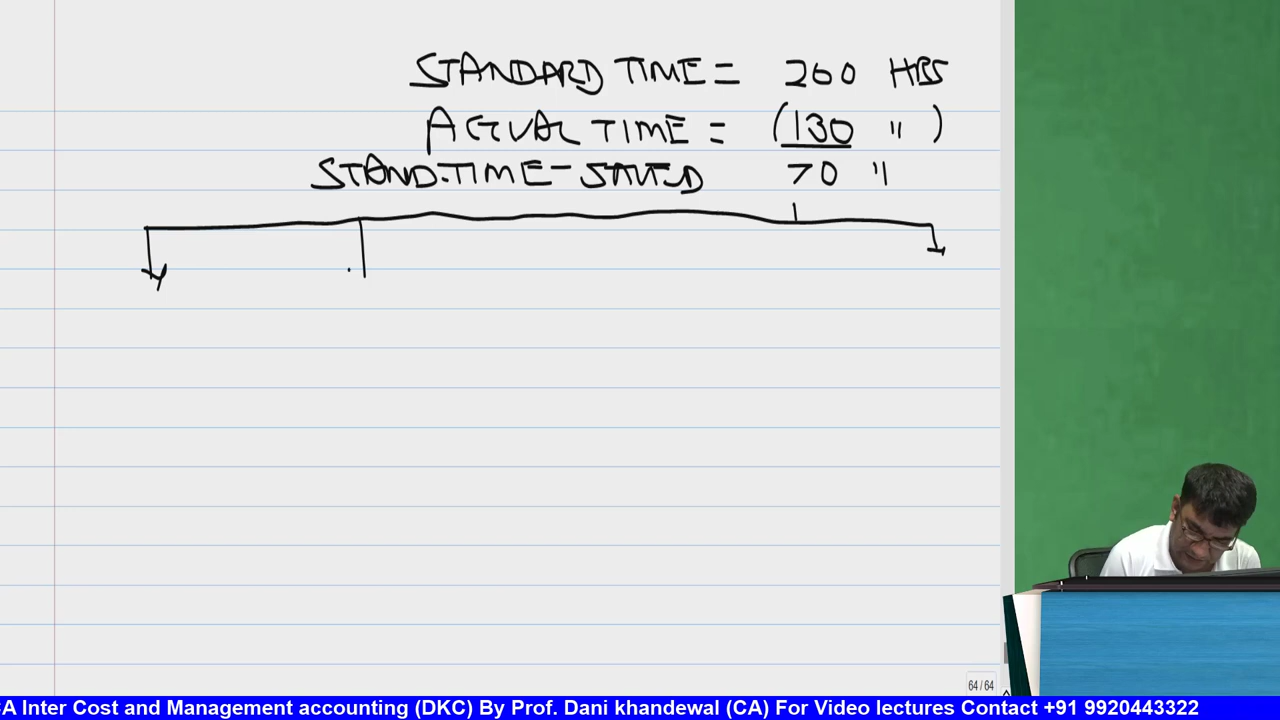 STANDARD TIME = 200 HRS
ACTUAL TIME = (130 " )
STAND.TIME-SAVED 70 "
64 / 64
CA Inter Cost and Management accounting (DKC) By Prof. Dani khandewal (CA) For Video lectures Contact +91 9920443322